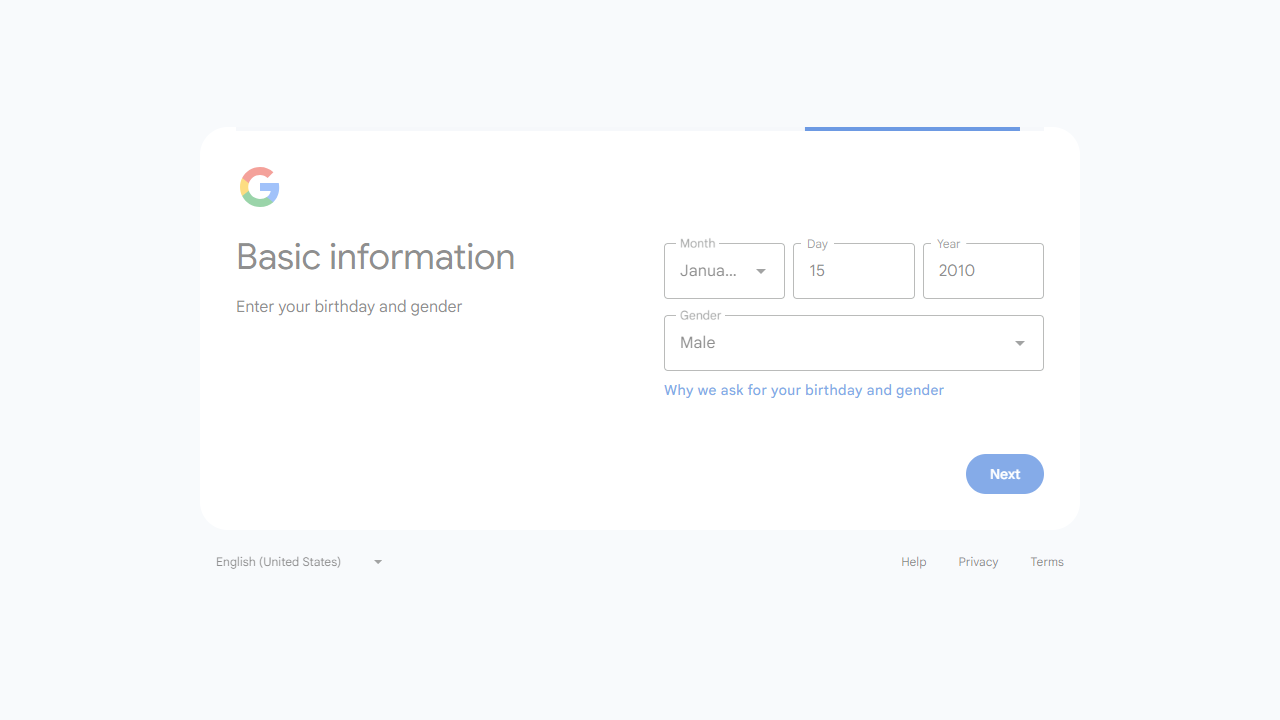 Basic information
Enter your birthday and gender
Month
Janua...
Day
15
Year
2010
Gender
Male
Why we ask for your birthday and gender
Next
English (United States)
Help
Privacy
Terms